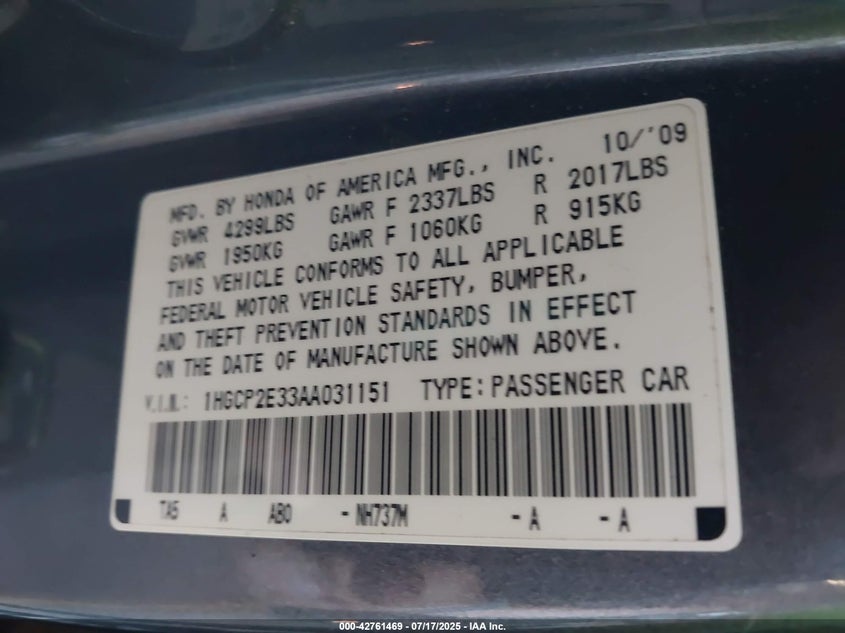 MFD. BY HONDA OF AMERICA MFG., INC. 10/'09
GVWR 4299LBS GAWR F 2337LBS R 2017LBS
GVWR 1950KG GAWR F 1060KG R 915KG
THIS VEHICLE CONFORMS TO ALL APPLICABLE
FEDERAL MOTOR VEHICLE SAFETY, BUMPER,
AND THEFT PREVENTION STANDARDS IN EFFECT
ON THE DATE OF MANUFACTURE SHOWN ABOVE.
V.I.N.: 1HGCP2E33AA031151 TYPE:PASSENGER CAR
TA5 A AB0 - NH737M - A - A
000-42761469 - 07/17/2025 - IAA Inc.